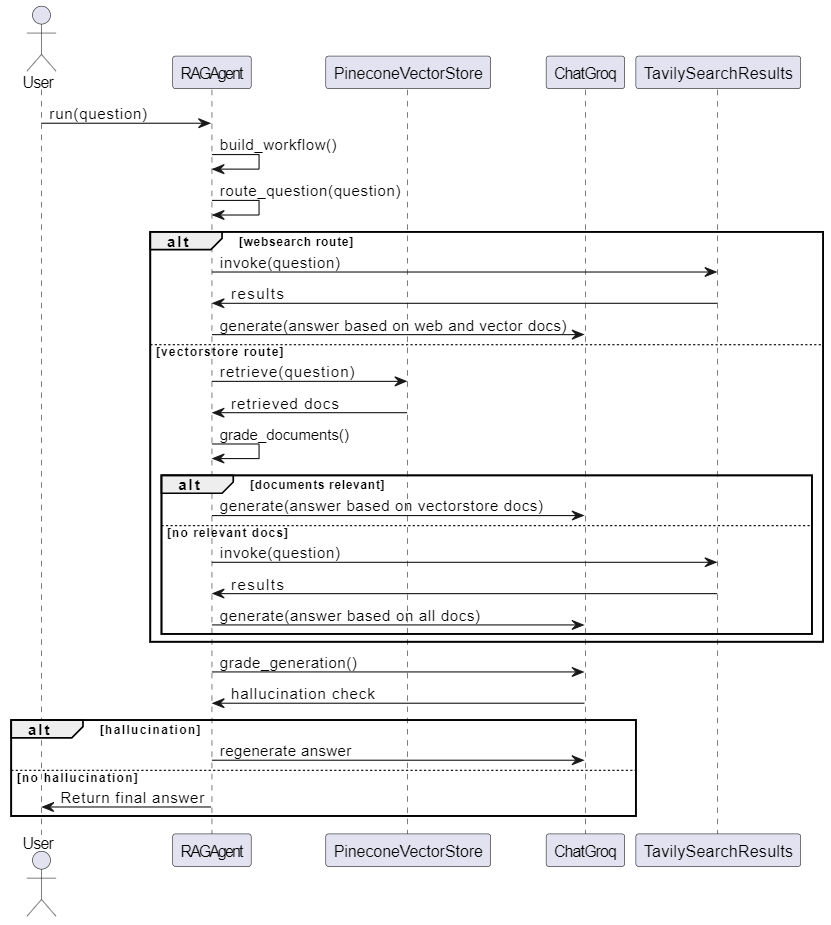 User
RAGAgent
PineconeVectorStore
ChatGroq
TavilySearchResults
run(question)
build_workflow()
route_question(question)
alt
[websearch route]
invoke(question)
results
generate(answer based on web and vector docs)
[vectorstore route]
retrieve(question)
retrieved docs
grade_documents()
alt
[documents relevant]
generate(answer based on vectorstore docs)
[no relevant docs]
invoke(question)
results
generate(answer based on all docs)
grade_generation()
hallucination check
alt
[hallucination]
regenerate answer
[no hallucination]
Return final answer
User
RAGAgent
PineconeVectorStore
ChatGroq
TavilySearchResults